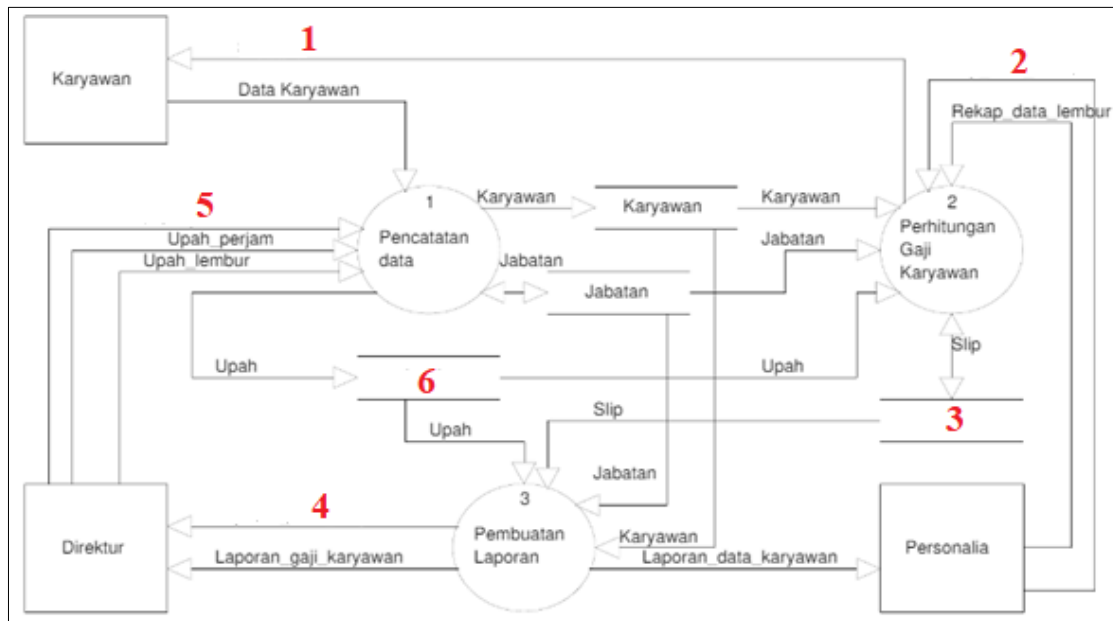 1
2
Karyawan
Data Karyawan
Rekap_data_lembur
5
Karyawan
Karyawan
Karyawan
1
Pencatatan
data
2
Perhitungan
Gaji
Karyawan
Upah_perjam
Upah_lembur
Jabatan
Jabatan
Jabatan
Upah
6
Upah
Slip
Upah
Slip
3
Jabatan
4
3
Pembuatan
Laporan
Karyawan
Direktur
Laporan_gaji_karyawan
Laporan_data_karyawan
Personalia